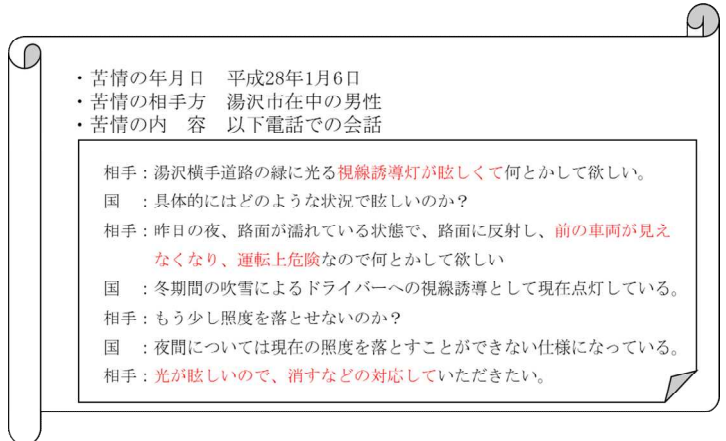 ・苦情の年月日　平成28年1月6日
・苦情の相手方　湯沢市在中の男性
・苦情の内　容　以下電話での会話
相手：湯沢横手道路の緑に光る視線誘導灯が眩しくて何とかして欲しい。
国　：具体的にはどのような状況で眩しいのか？
相手：昨日の夜、路面が濡れている状態で、路面に反射し、前の車両が見え
なくなり、運転上危険なので何とかして欲しい
国　：冬期間の吹雪によるドライバーへの視線誘導として現在点灯している。
相手：もう少し照度を落とせないのか？
国　：夜間については現在の照度を落とすことができない仕様になっている。
相手：光が眩しいので、消すなどの対応していただきたい。